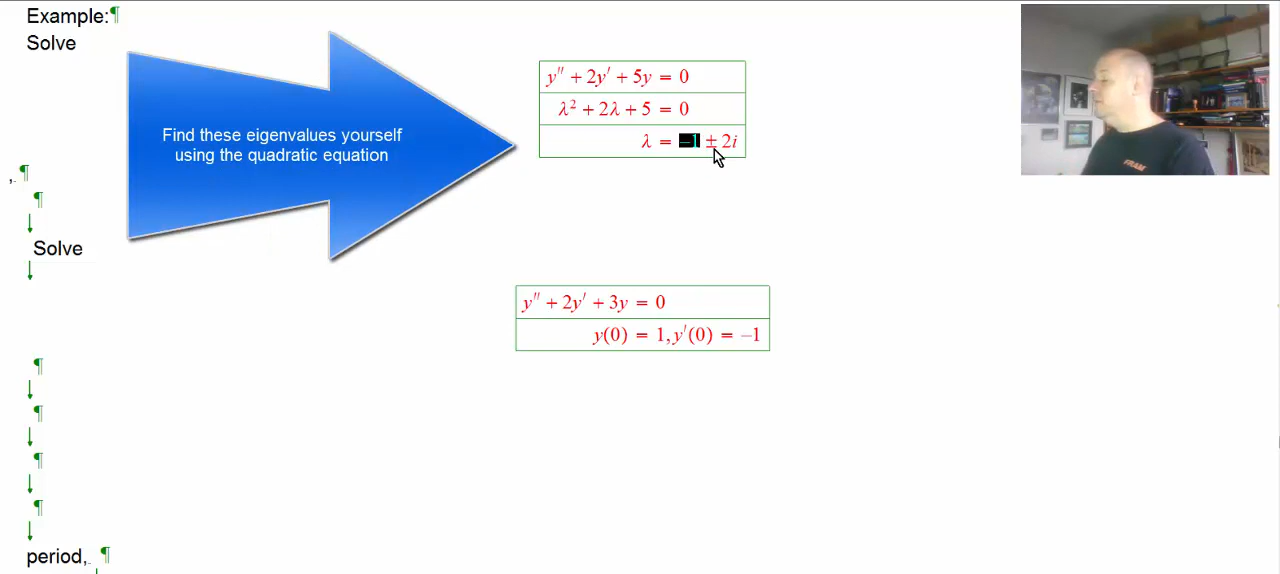 Example:¶
Solve
Find these eigenvalues yourself
using the quadratic equation
y″ + 2y′ + 5y = 0
λ² + 2λ + 5 = 0
λ = −1 ± 2i
, ¶
¶
↓
Solve
↓
y″ + 2y′ + 3y = 0
y(0) = 1, y′(0) = −1
¶
↓
¶
↓
¶
↓
¶
↓
period, ¶